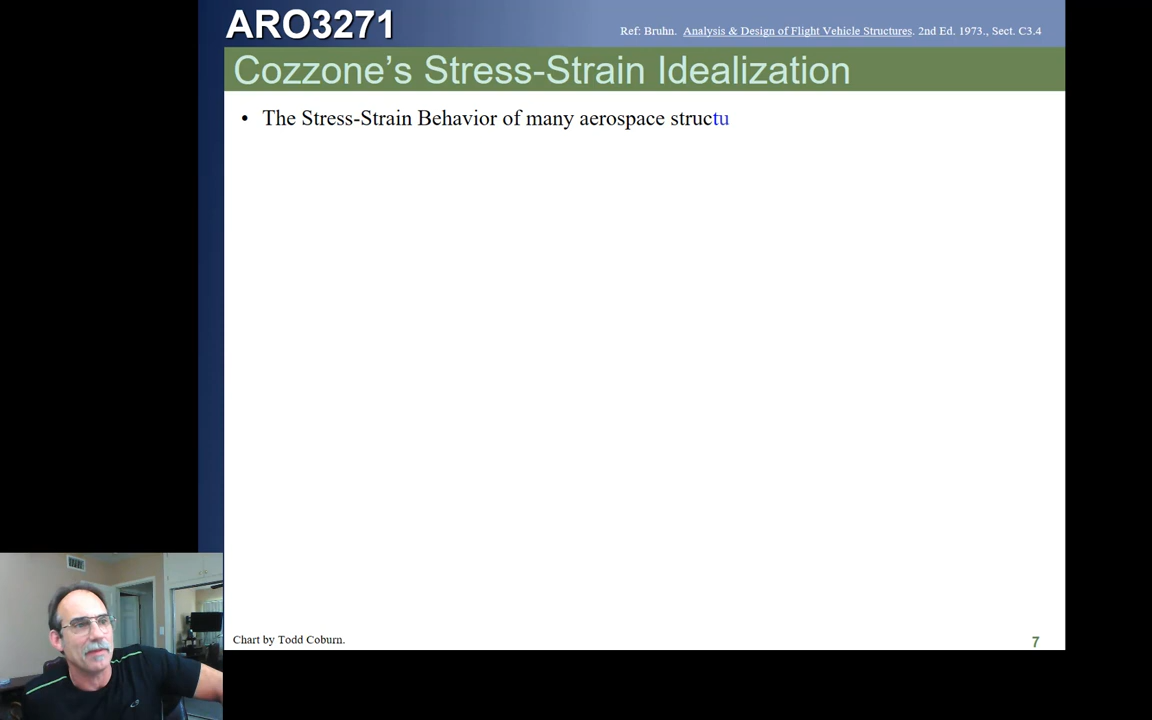 ARO3271
Ref: Bruhn. Analysis & Design of Flight Vehicle Structures. 2nd Ed. 1973., Sect. C3.4
Cozzone's Stress-Strain Idealization
• The Stress-Strain Behavior of many aerospace structu
Chart by Todd Coburn.
7